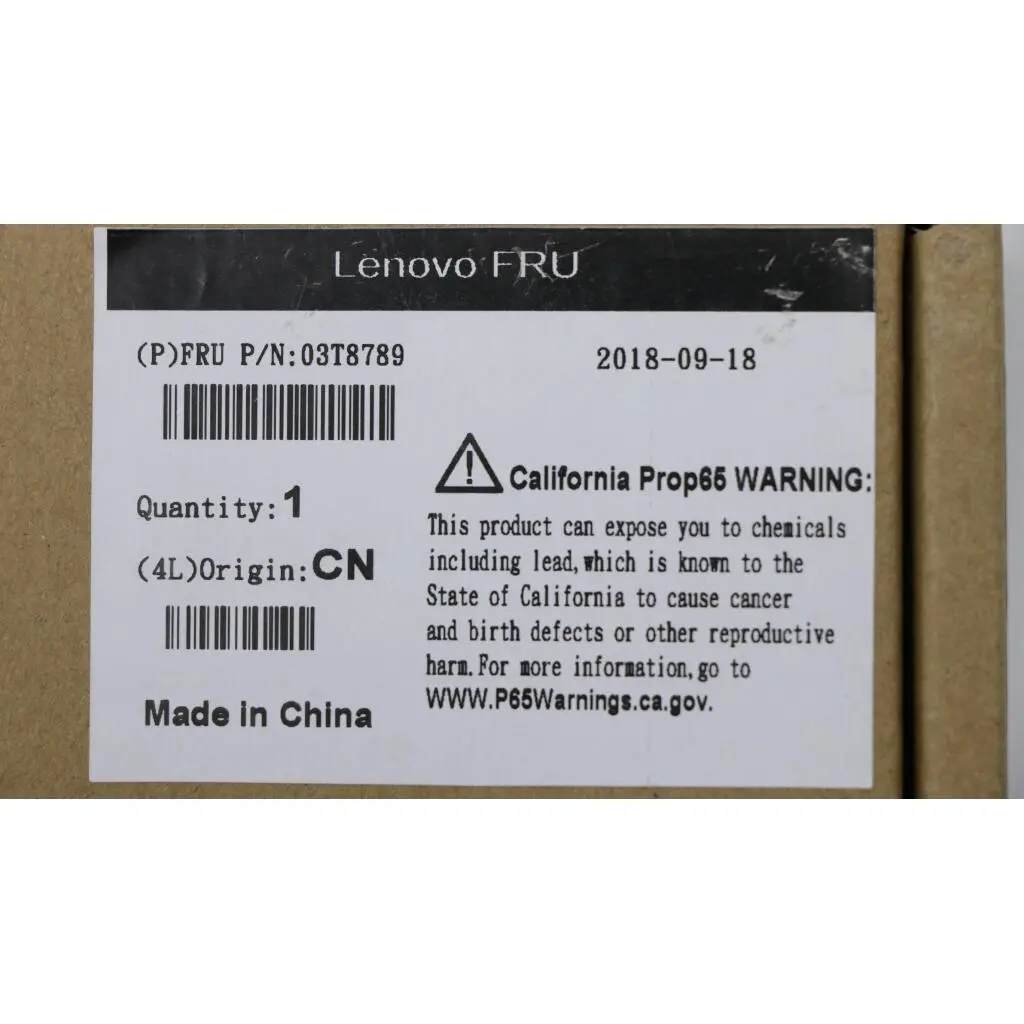 Lenovo FRU
(P)FRU P/N:03T8789
2018-09-18
Quantity:1
(4L)Origin:CN
Made in China
California Prop65 WARNING:
This product can expose you to chemicals
including lead,which is known to the
State of California to cause cancer
and birth defects or other reproductive
harm.For more information,go to
WWW.P65Warnings.ca.gov.